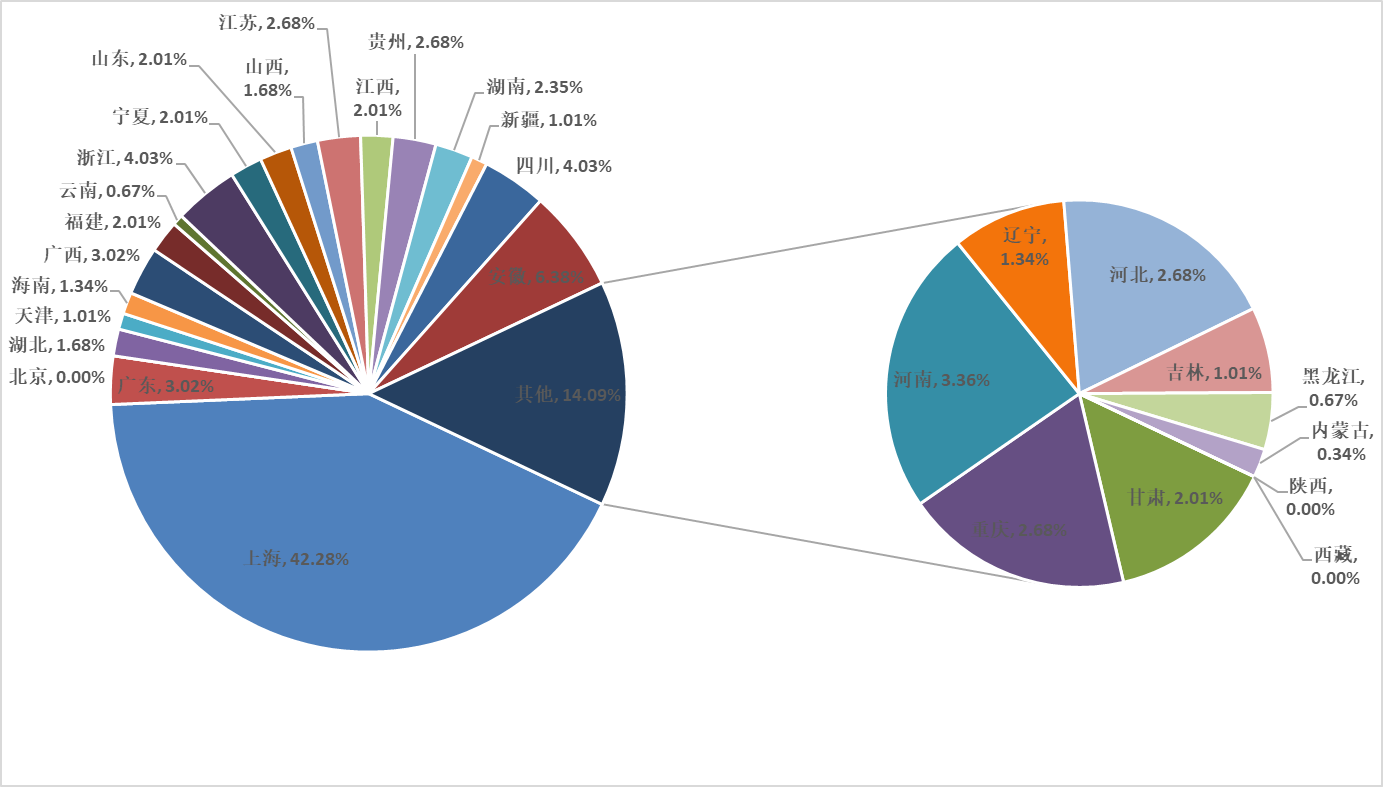 江苏, 2.68%
贵州, 2.68%
山东, 2.01%
山西,
1.68%
江西,
2.01%
湖南, 2.35%
宁夏, 2.01%
新疆, 1.01%
浙江, 4.03%
四川, 4.03%
云南, 0.67%
福建, 2.01%
广西, 3.02%
安徽, 6.38%
海南, 1.34%
天津, 1.01%
湖北, 1.68%
北京, 0.00%
广东, 3.02%
其他, 14.09%
上海, 42.28%
辽宁,
1.34%
河北, 2.68%
河南, 3.36%
吉林, 1.01%
黑龙江,
0.67%
内蒙古,
0.34%
陕西,
0.00%
甘肃, 2.01%
重庆, 2.68%
西藏,
0.00%